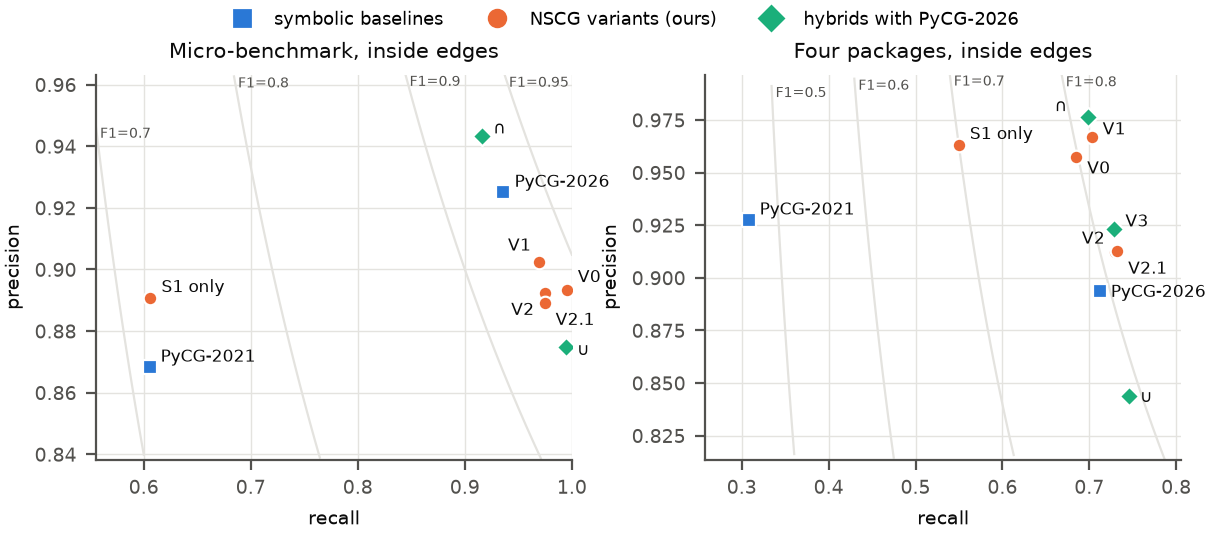 symbolic baselines
NSCG variants (ours)
hybrids with PyCG-2026
Micro-benchmark, inside edges
precision
0.96
0.94
0.92
0.90
0.88
0.86
0.84
F1=0.7
F1=0.8
F1=0.9
F1=0.95
∩
PyCG-2026
V1
V0
V2
V2.1
∪
S1 only
PyCG-2021
0.6
0.7
0.8
0.9
1.0
recall
Four packages, inside edges
precision
0.975
0.950
0.925
0.900
0.875
0.850
0.825
F1=0.5
F1=0.6
F1=0.7
F1=0.8
∩
S1 only
V1
V0
PyCG-2021
V3
V2
V2.1
PyCG-2026
∪
0.3
0.4
0.5
0.6
0.7
0.8
recall